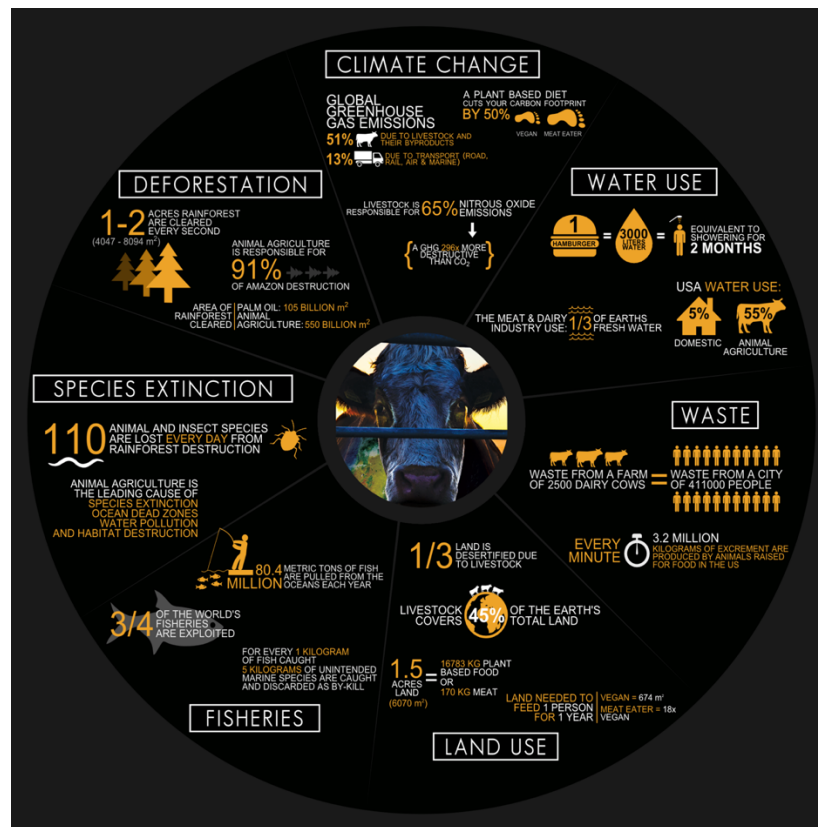 CLIMATE CHANGE
GLOBAL
GREENHOUSE
GAS EMISSIONS
51% DUE TO LIVESTOCK AND
THEIR BYPRODUCTS
13% DUE TO TRANSPORT (ROAD,
RAIL, AIR & MARINE)
A PLANT BASED DIET
CUTS YOUR CARBON FOOTPRINT
BY 50%
VEGAN MEAT EATER
LIVESTOCK IS
RESPONSIBLE FOR 65% NITROUS OXIDE
EMISSIONS
{A GHG 296x MORE
DESTRUCTIVE
THAN CO2}
WATER USE
1
HAMBURGER
=
3000
LITERS
WATER
=
EQUIVALENT TO
SHOWERING FOR
2 MONTHS
USA WATER USE:
5% 55%
DOMESTIC ANIMAL
AGRICULTURE
THE MEAT & DAIRY
INDUSTRY USE: 1/3 OF EARTHS
FRESH WATER
WASTE
WASTE FROM A FARM
OF 2500 DAIRY COWS
=
WASTE FROM A CITY
OF 411000 PEOPLE
EVERY
MINUTE
3.2 MILLION
KILOGRAMS OF EXCREMENT ARE
PRODUCED BY ANIMALS RAISED
FOR FOOD IN THE US
1/3 LAND IS
DESERTIFIED DUE
TO LIVESTOCK
LIVESTOCK
COVERS 45% OF THE EARTH'S
TOTAL LAND
1.5
ACRES
LAND
(6070 m²)
=
16783 KG PLANT
BASED FOOD
OR
170 KG MEAT
LAND NEEDED TO
FEED 1 PERSON
FOR 1 YEAR
VEGAN = 674 m²
MEAT EATER = 18x
VEGAN
LAND USE
DEFORESTATION
1-2 ACRES RAINFOREST
ARE CLEARED
EVERY SECOND
(4047 - 8094 m²)
ANIMAL AGRICULTURE
IS RESPONSIBLE FOR
91%
OF AMAZON DESTRUCTION
AREA OF
RAINFOREST
CLEARED
PALM OIL: 105 BILLION m²
ANIMAL
AGRICULTURE: 550 BILLION m²
SPECIES EXTINCTION
110 ANIMAL AND INSECT SPECIES
ARE LOST EVERY DAY FROM
RAINFOREST DESTRUCTION
ANIMAL AGRICULTURE IS
THE LEADING CAUSE OF
SPECIES EXTINCTION
OCEAN DEAD ZONES
WATER POLLUTION
AND HABITAT DESTRUCTION
80.4
MILLION
METRIC TONS OF FISH
ARE PULLED FROM THE
OCEANS EACH YEAR
3/4 OF THE WORLD'S
FISHERIES
ARE EXPLOITED
FOR EVERY 1 KILOGRAM
OF FISH CAUGHT
5 KILOGRAMS OF UNINTENDED
MARINE SPECIES ARE CAUGHT
AND DISCARDED AS BY-KILL
FISHERIES